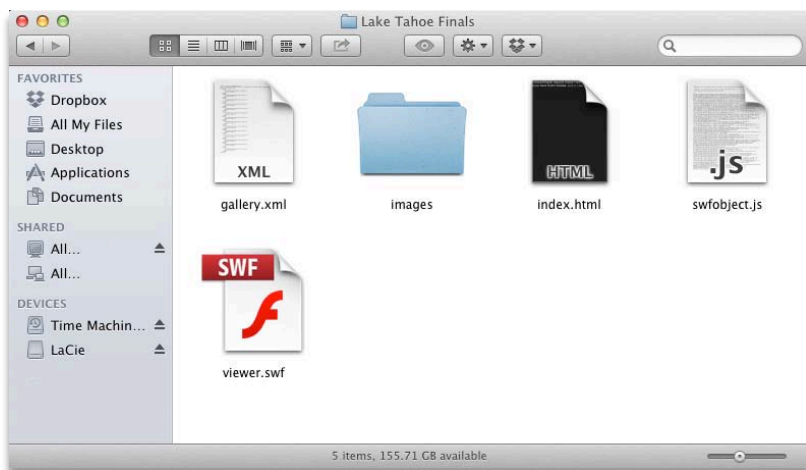 Lake Tahoe Finals
FAVORITES
Dropbox
All My Files
Desktop
Applications
Documents
SHARED
All...
All...
DEVICES
Time Machin...
LaCie
XML
gallery.xml
images
HTML
index.html
.js
swfobject.js
SWF
viewer.swf
5 items, 155.71 GB available